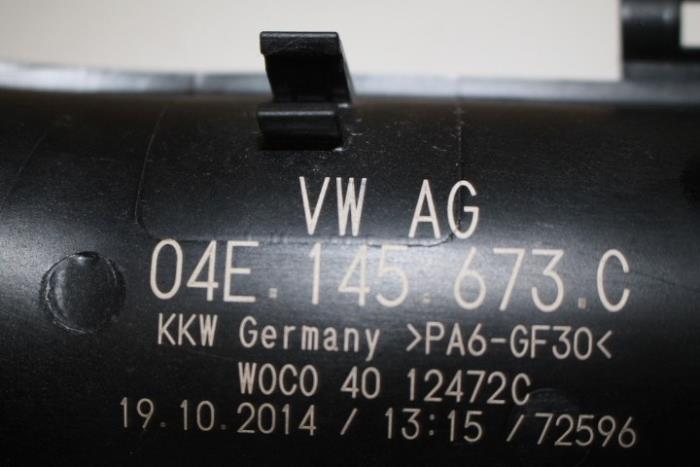 VW AG
04E.145.673.C
KKW Germany >PA6-GF30<
WOCO 40 12472C
19.10.2014 / 13:15 /72596